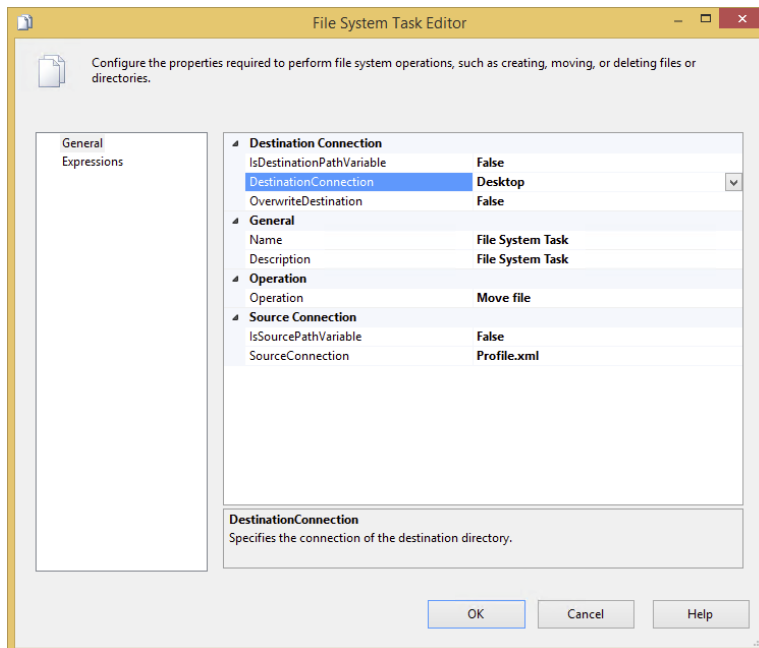 File System Task Editor
Configure the properties required to perform file system operations, such as creating, moving, or deleting files or
directories.
General
Expressions
Destination Connection
IsDestinationPathVariable False
DestinationConnection Desktop
OverwriteDestination False
General
Name File System Task
Description File System Task
Operation
Operation Move file
Source Connection
IsSourcePathVariable False
SourceConnection Profile.xml
DestinationConnection
Specifies the connection of the destination directory.
OK Cancel Help